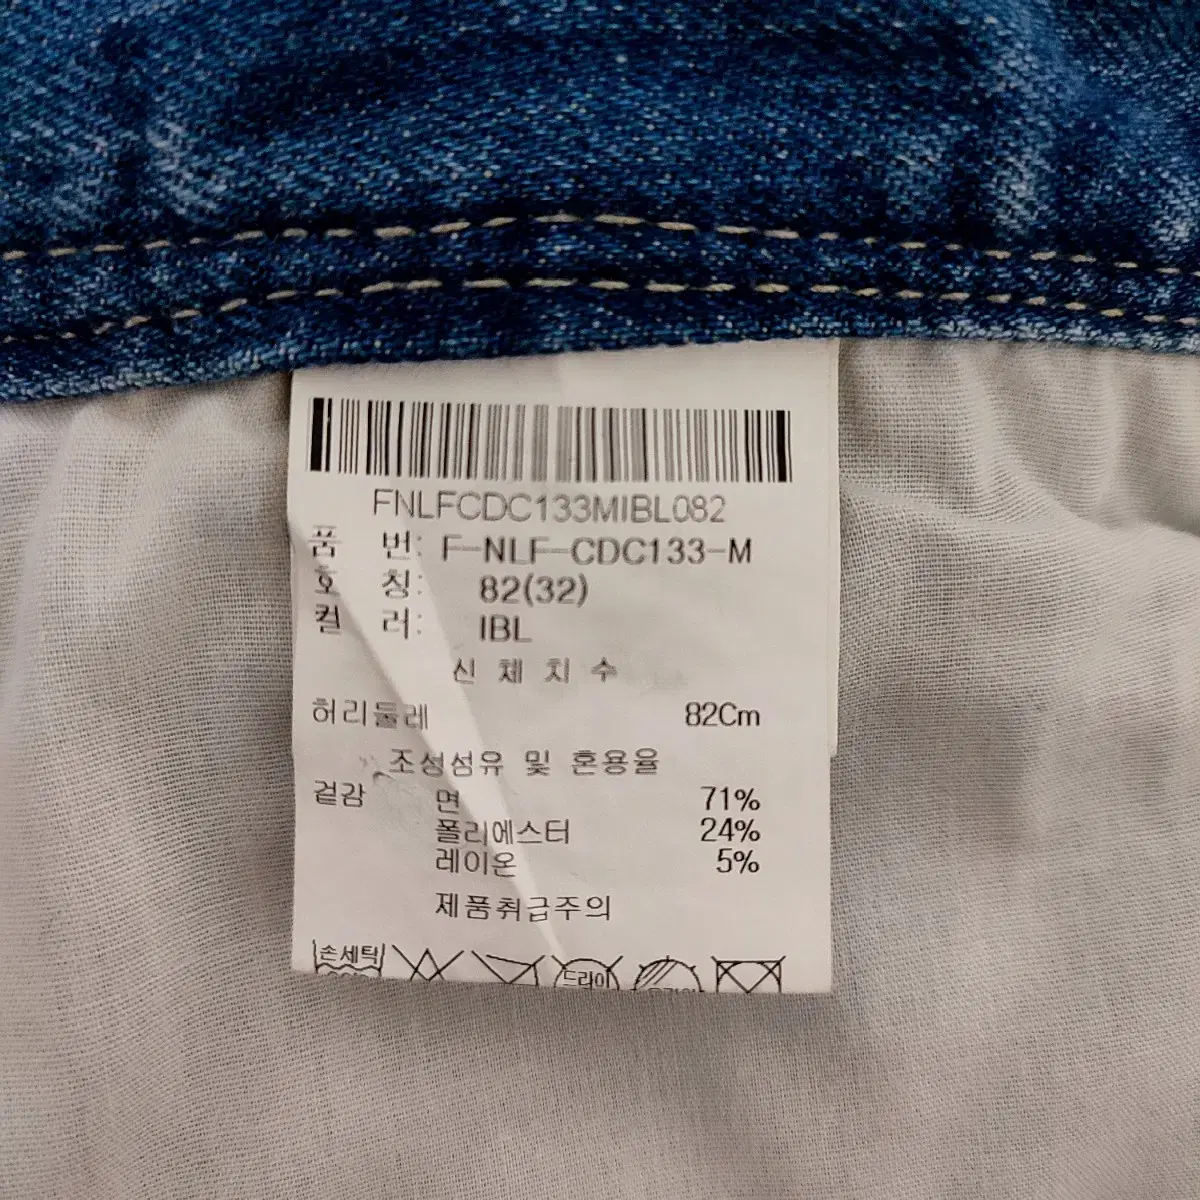 FNLFCDC133MIBL082
품 번: F-NLF-CDC133-M
호 칭: 82(32)
컬 러: IBL
신 체 치 수
허리둘레 82Cm
조성섬유 및 혼용율
겉감 면 71%
폴리에스터 24%
레이온 5%
제품취급주의
손세탁 드라이